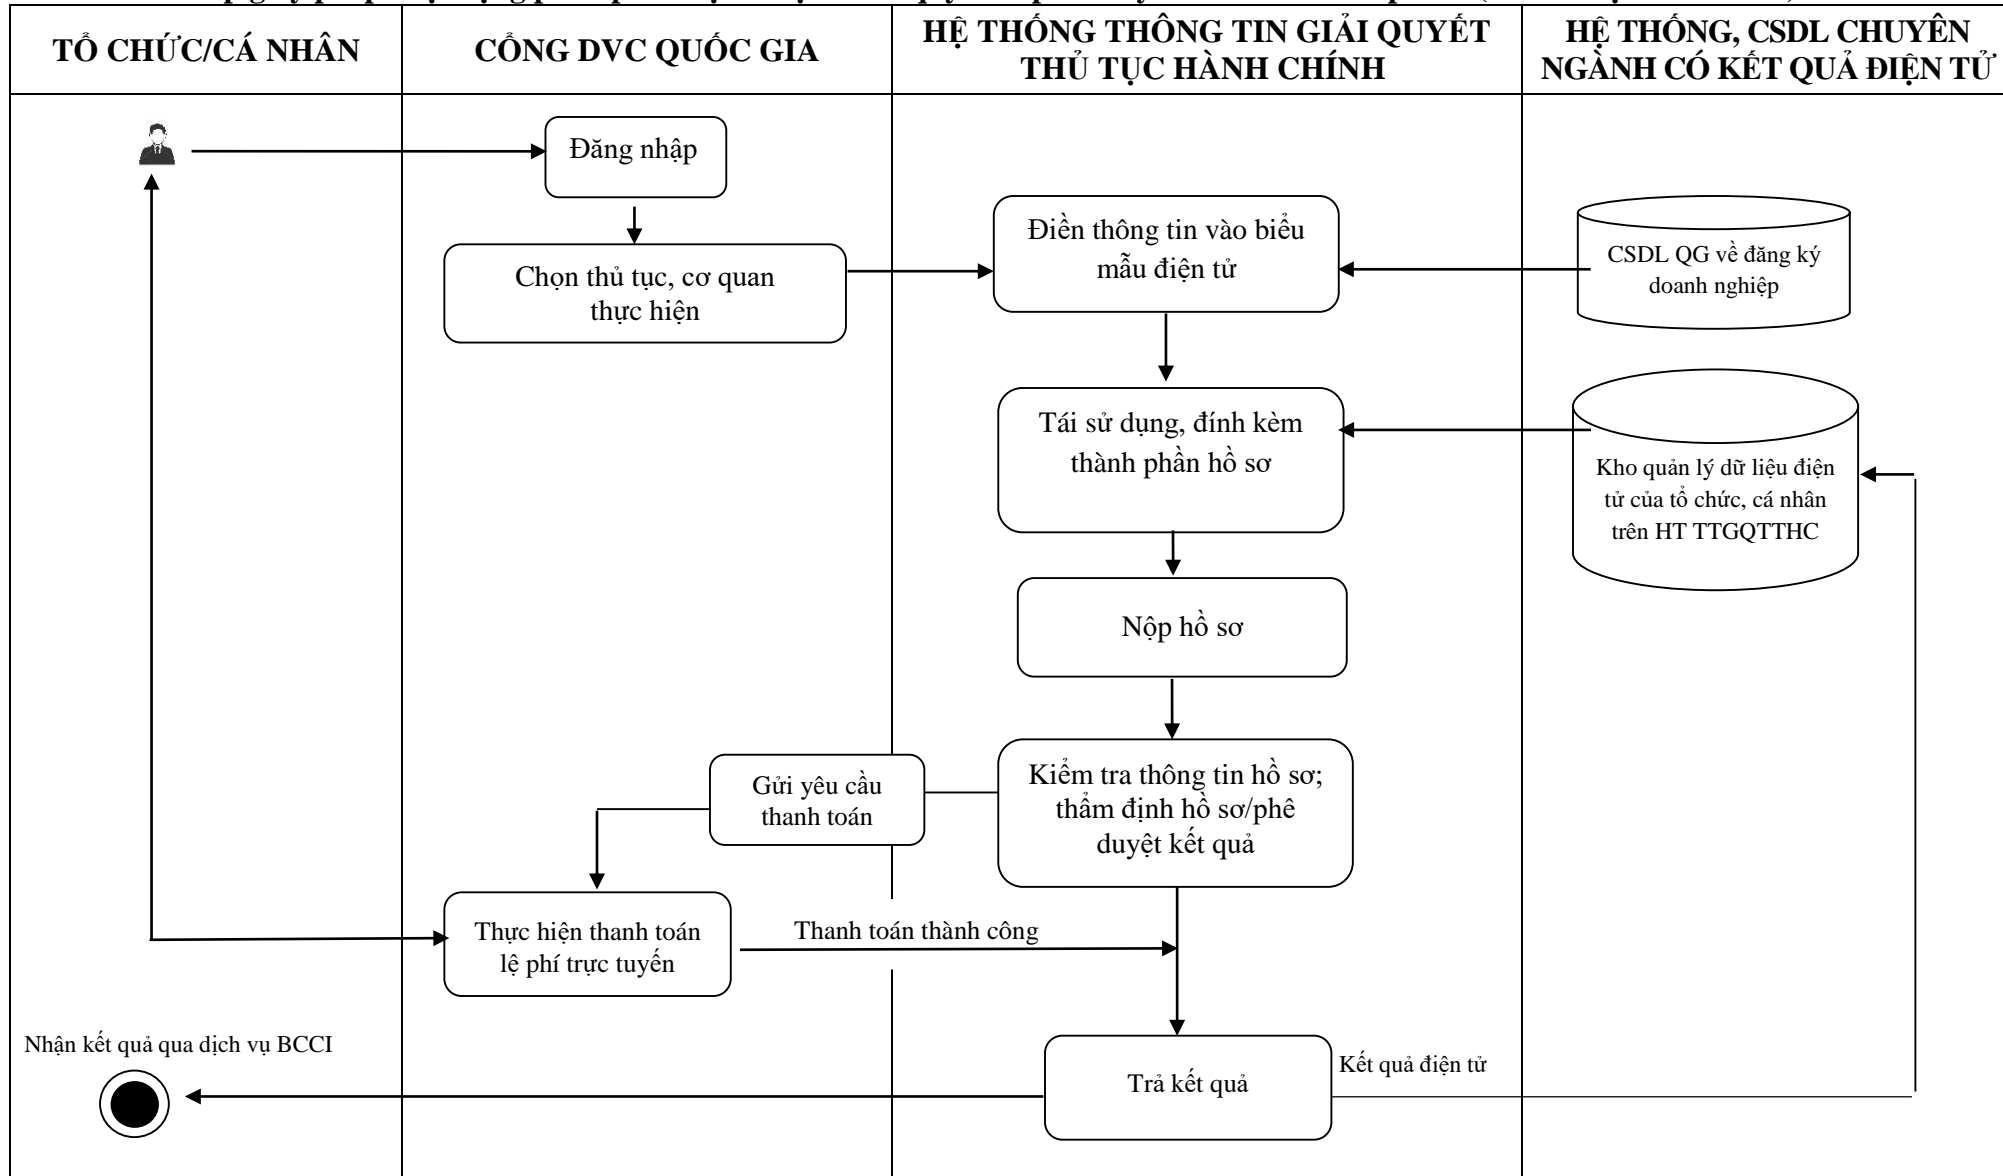 TỔ CHỨC/CÁ NHÂN
CỔNG DVC QUỐC GIA
HỆ THỐNG THÔNG TIN GIẢI QUYẾT
THỦ TỤC HÀNH CHÍNH
HỆ THỐNG, CSDL CHUYÊN
NGÀNH CÓ KẾT QUẢ ĐIỆN TỬ
Đăng nhập
Chọn thủ tục, cơ quan
thực hiện
Điền thông tin vào biểu
mẫu điện tử
CSDL QG về đăng ký
doanh nghiệp
Tái sử dụng, đính kèm
thành phần hồ sơ
Kho quản lý dữ liệu điện
tử của tổ chức, cá nhân
trên HT TTGQTTHC
Nộp hồ sơ
Gửi yêu cầu
thanh toán
Kiểm tra thông tin hồ sơ;
thẩm định hồ sơ/phê
duyệt kết quả
Thực hiện thanh toán
lệ phí trực tuyến
Thanh toán thành công
Nhận kết quả qua dịch vụ BCCI
Trả kết quả
Kết quả điện tử